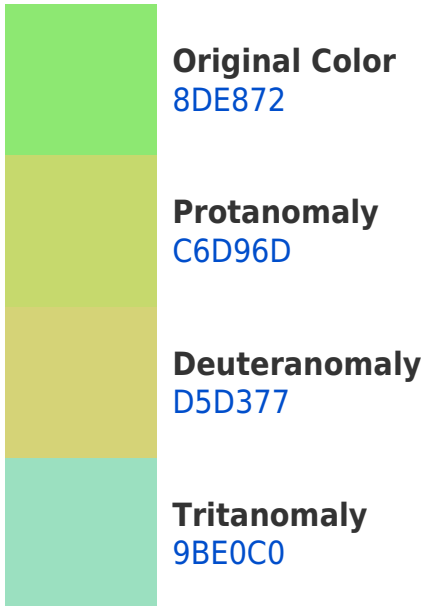 Original Color
8DE872
Protanomaly
C6D96D
Deuteranomaly
D5D377
Tritanomaly
9BE0C0